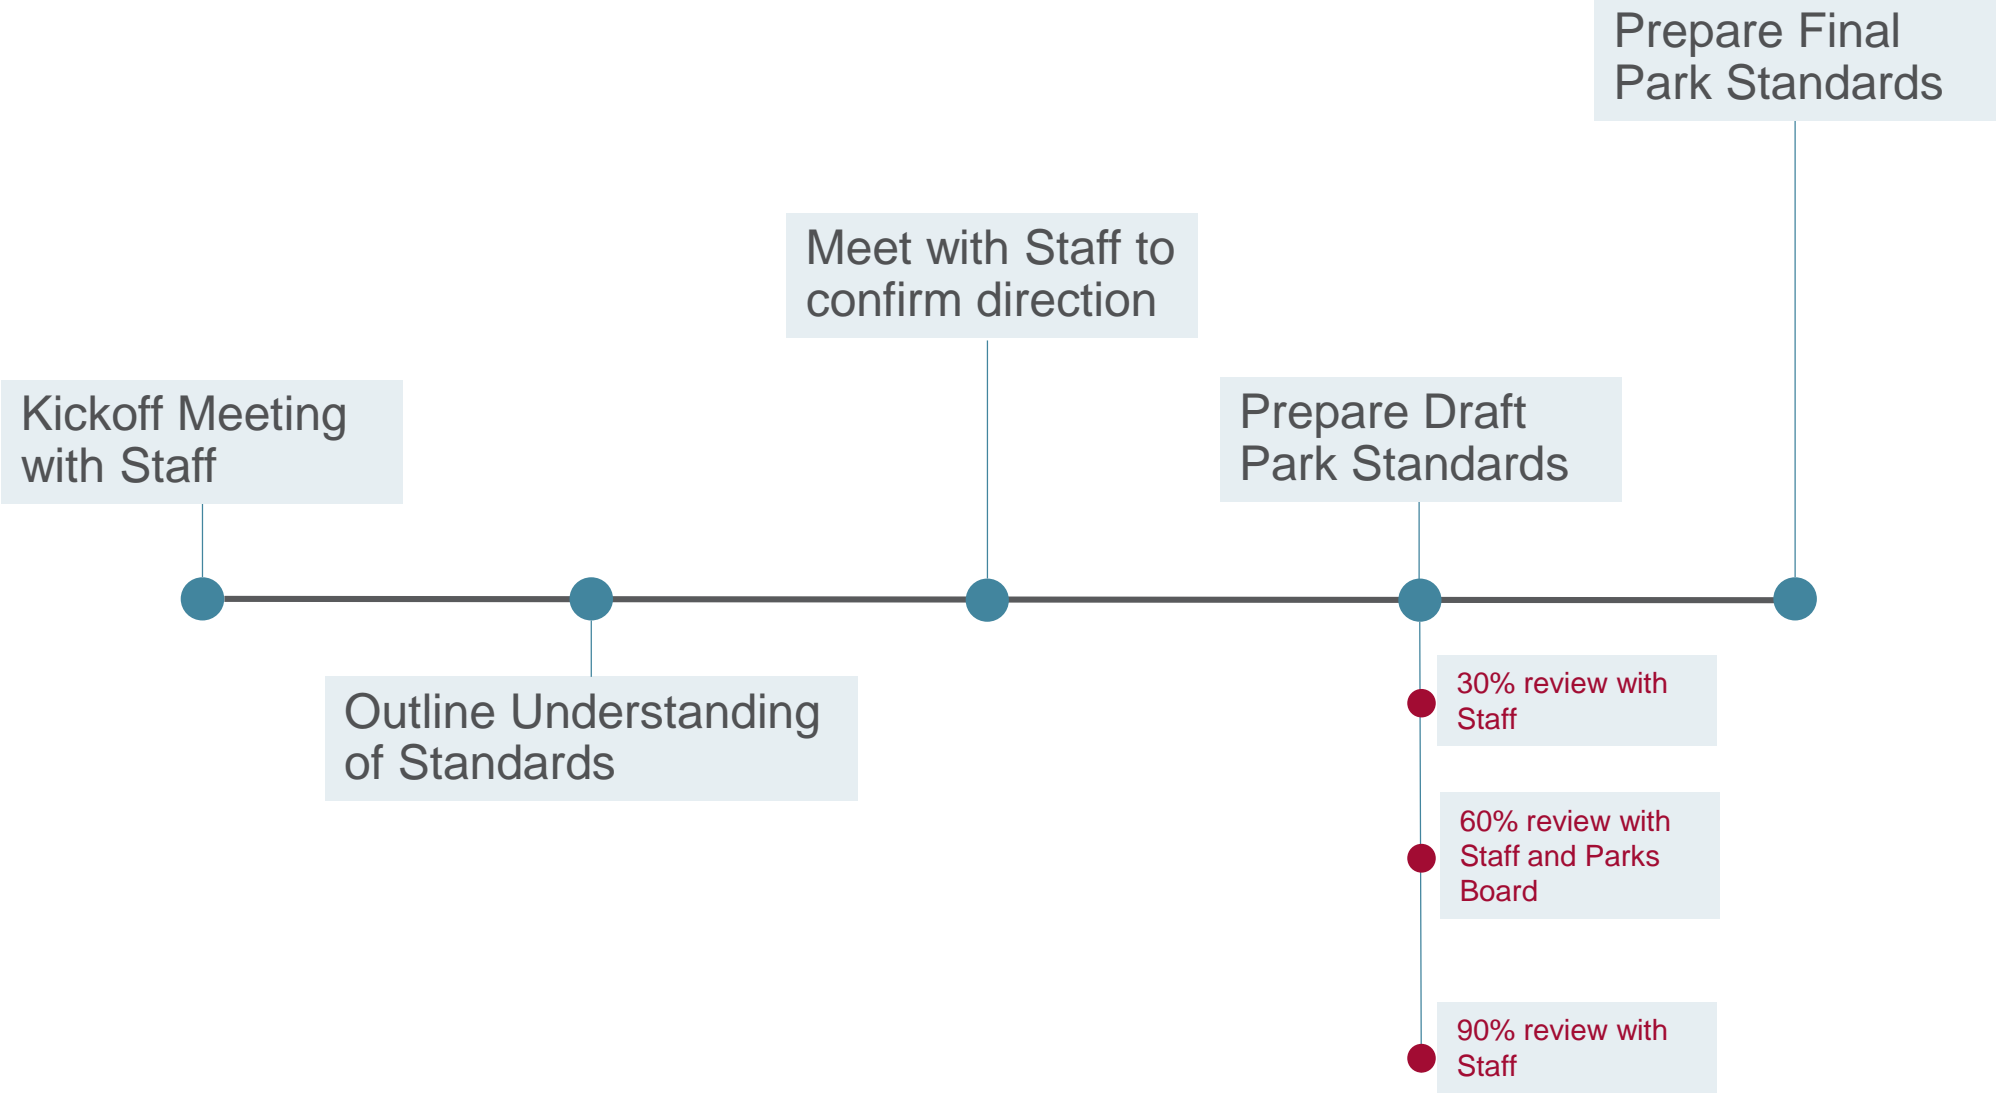 Prepare Final
Park Standards
Meet with Staff to
confirm direction
Kickoff Meeting
with Staff
Prepare Draft
Park Standards
Outline Understanding
of Standards
30% review with
Staff
60% review with
Staff and Parks
Board
90% review with
Staff